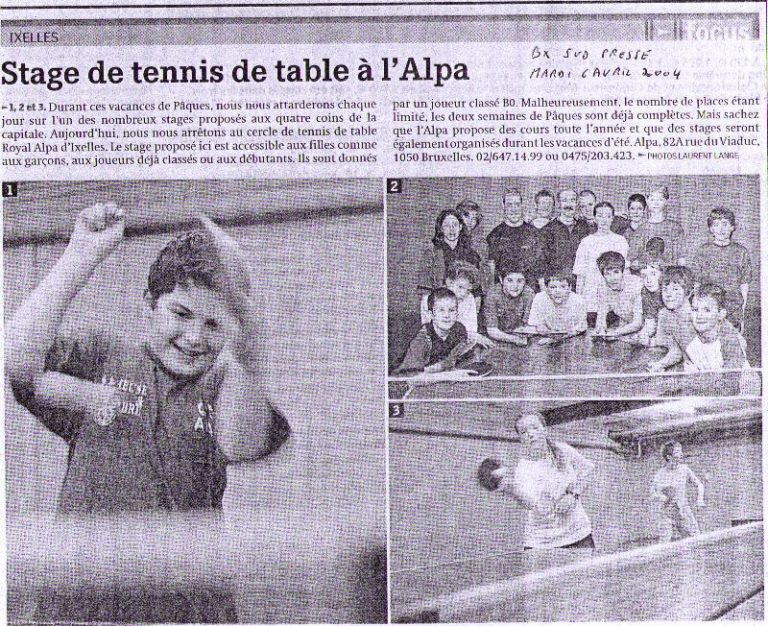 IXELLES
focus
Stage de tennis de table à l'Alpa
BX SUD PRESSE
MARDI 6 AVRIL 2004
– 1, 2 et 3. Durant ces vacances de Pâques, nous nous attarderons chaque
jour sur l'un des nombreux stages proposés aux quatre coins de la
capitale. Aujourd'hui, nous nous arrêtons au cercle de tennis de table
Royal Alpa d'Ixelles. Le stage proposé ici est accessible aux filles comme
aux garçons, aux joueurs déjà classés ou aux débutants. Ils sont donnés
par un joueur classé B0. Malheureusement, le nombre de places étant
limité, les deux semaines de Pâques sont déjà complètes. Mais sachez
que l'Alpa propose des cours toute l'année et que des stages seront
également organisés durant les vacances d'été. Alpa, 82A rue du Viaduc,
1050 Bruxelles. 02/647.14.99 ou 0475/203.423. – PHOTOS LAURENT LANGE
1
2
3